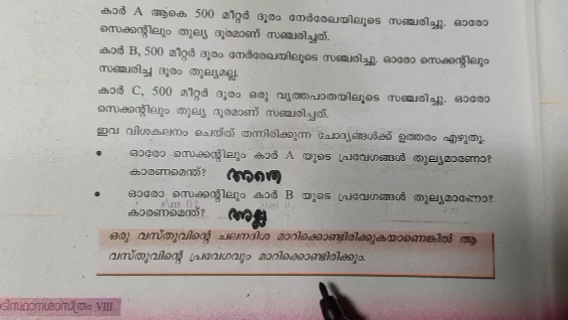 കാർ A ആകെ 500 മീറ്റർ ദൂരം നേർരേഖയിലൂടെ സഞ്ചരിച്ചു. ഓരോ
സെക്കന്റിലും തുല്യ ദൂരമാണ് സഞ്ചരിച്ചത്.
കാർ B, 500 മീറ്റർ ദൂരം നേർരേഖയിലൂടെ സഞ്ചരിച്ചു. ഓരോ സെക്കന്റിലും
സഞ്ചരിച്ച ദൂരം തുല്യമല്ല.
കാർ C, 500 മീറ്റർ ദൂരം ഒരു വൃത്തപാതയിലൂടെ സഞ്ചരിച്ചു. ഓരോ
സെക്കന്റിലും തുല്യ ദൂരമാണ് സഞ്ചരിച്ചത്.
ഇവ വിശകലനം ചെയ്ത് തന്നിരിക്കുന്ന ചോദ്യങ്ങൾക്ക് ഉത്തരം എഴുതൂ.
• ഓരോ സെക്കന്റിലും കാർ A യുടെ പ്രവേഗങ്ങൾ തുല്യമാണോ?
കാരണമെന്ത്? അതെ
• ഓരോ സെക്കന്റിലും കാർ B യുടെ പ്രവേഗങ്ങൾ തുല്യമാണോ?
കാരണമെന്ത്? അല്ല
ഒരു വസ്തുവിന്റെ ചലനദിശ മാറിക്കൊണ്ടിരിക്കുകയാണെങ്കിൽ ആ
വസ്തുവിന്റെ പ്രവേഗവും മാറിക്കൊണ്ടിരിക്കും.
ടിസ്ഥാനശാസ്ത്രം VIII